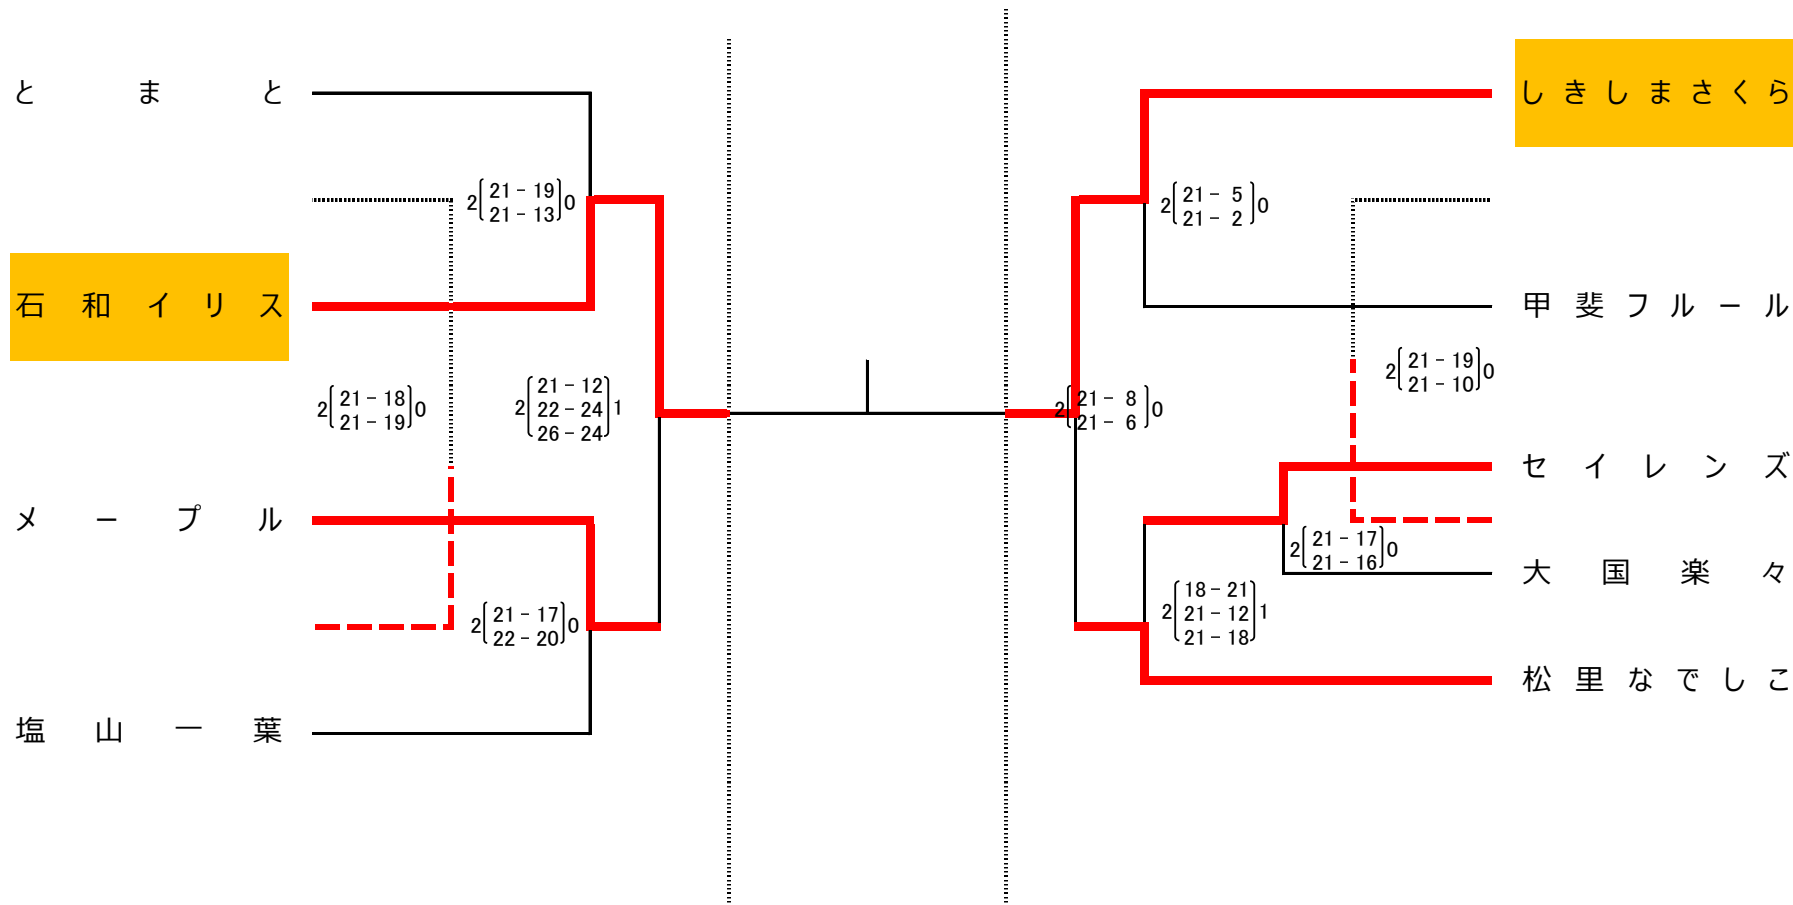 とまと
2 21-19 0
21-13
石和イリス
2 21-18 0
21-19
2 21-12 1
22-24
26-24
メープル
2 21-17 0
22-20
塩山一葉
しきしまさくら
2 21- 5 0
21- 2
甲斐フルール
2 21-19 0
21-10
2 21- 8 0
21- 6
セイレンズ
2 21-17 0
21-16
大国楽々
2 18-21 1
21-12
21-18
松里なでしこ